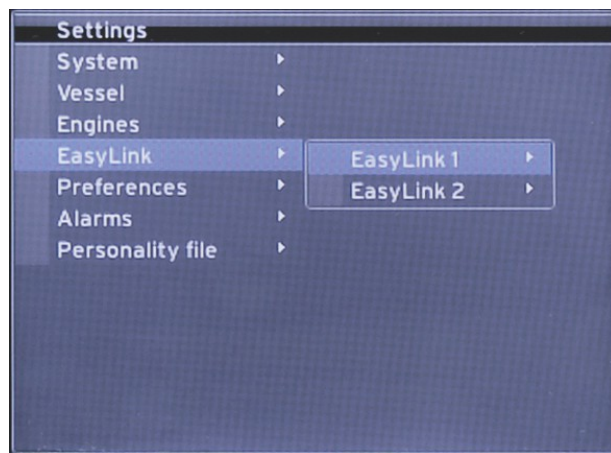 Settings
System
Vessel
Engines
EasyLink
EasyLink 1
EasyLink 2
Preferences
Alarms
Personality file